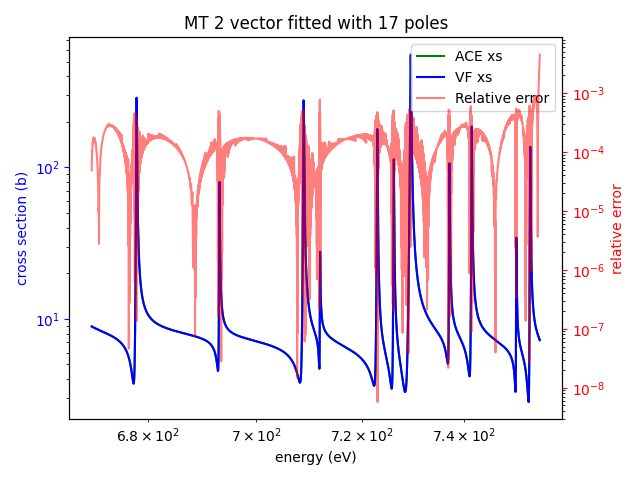 MT 2 vector fitted with 17 poles
ACE xs
VF xs
Relative error
cross section (b)
10²
10¹
10⁻³
10⁻⁴
10⁻⁵
10⁻⁶
10⁻⁷
10⁻⁸
relative error
6.8 × 10² 7 × 10² 7.2 × 10² 7.4 × 10²
energy (eV)